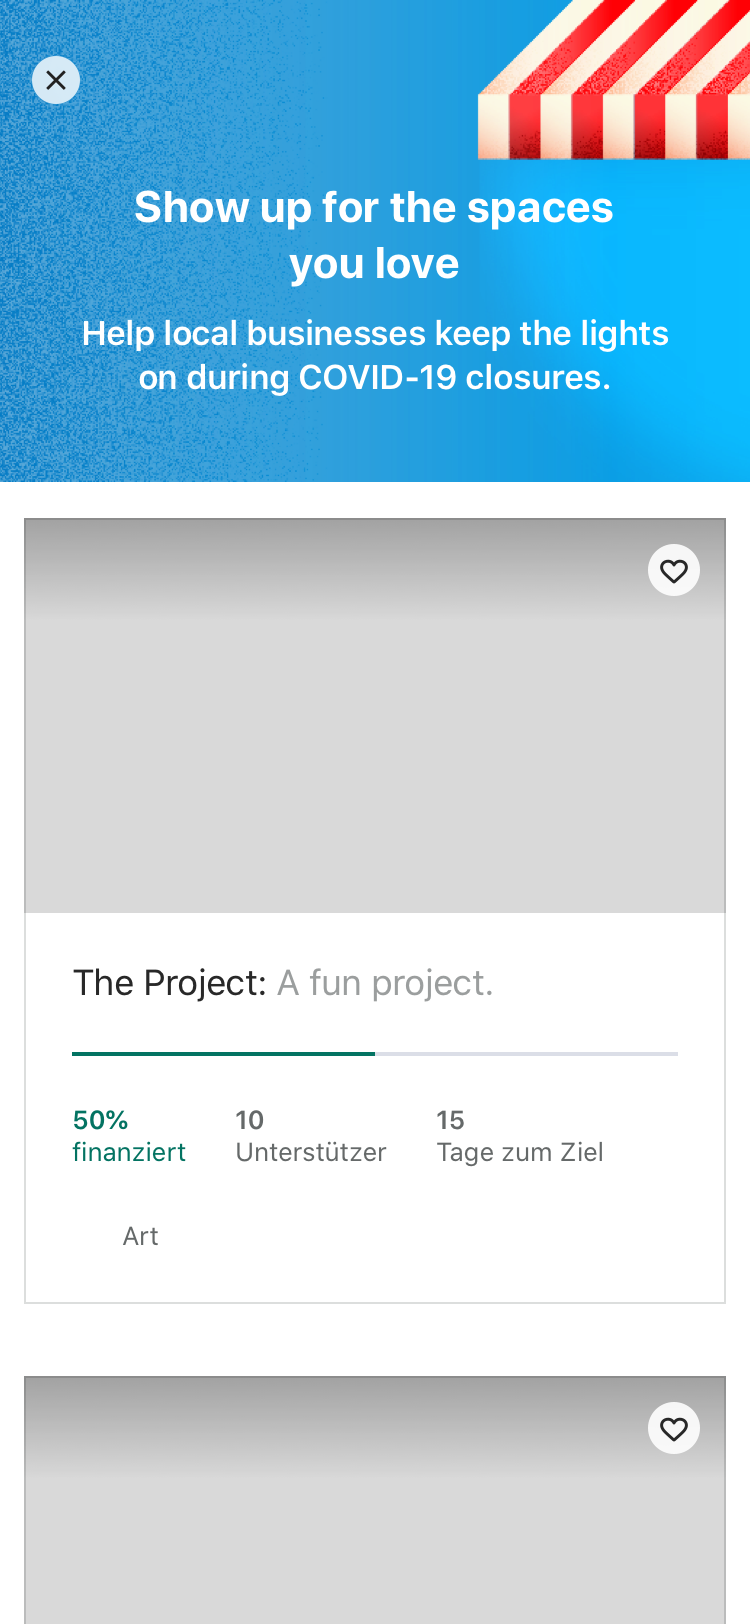 Show up for the spaces
you love
Help local businesses keep the lights
on during COVID-19 closures.
The Project: A fun project.
50% 10 15
finanziert Unterstützer Tage zum Ziel
Art